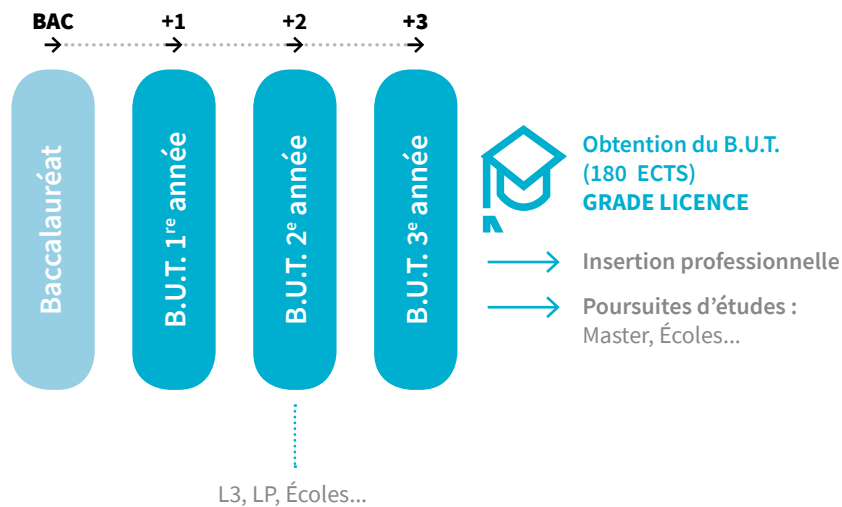 BAC +1 +2 +3
Baccalauréat
B.U.T. 1re année
B.U.T. 2e année
B.U.T. 3e année
Obtention du B.U.T.
(180 ECTS)
GRADE LICENCE
Insertion professionnelle
Poursuites d'études :
Master, Écoles...
L3, LP, Écoles...